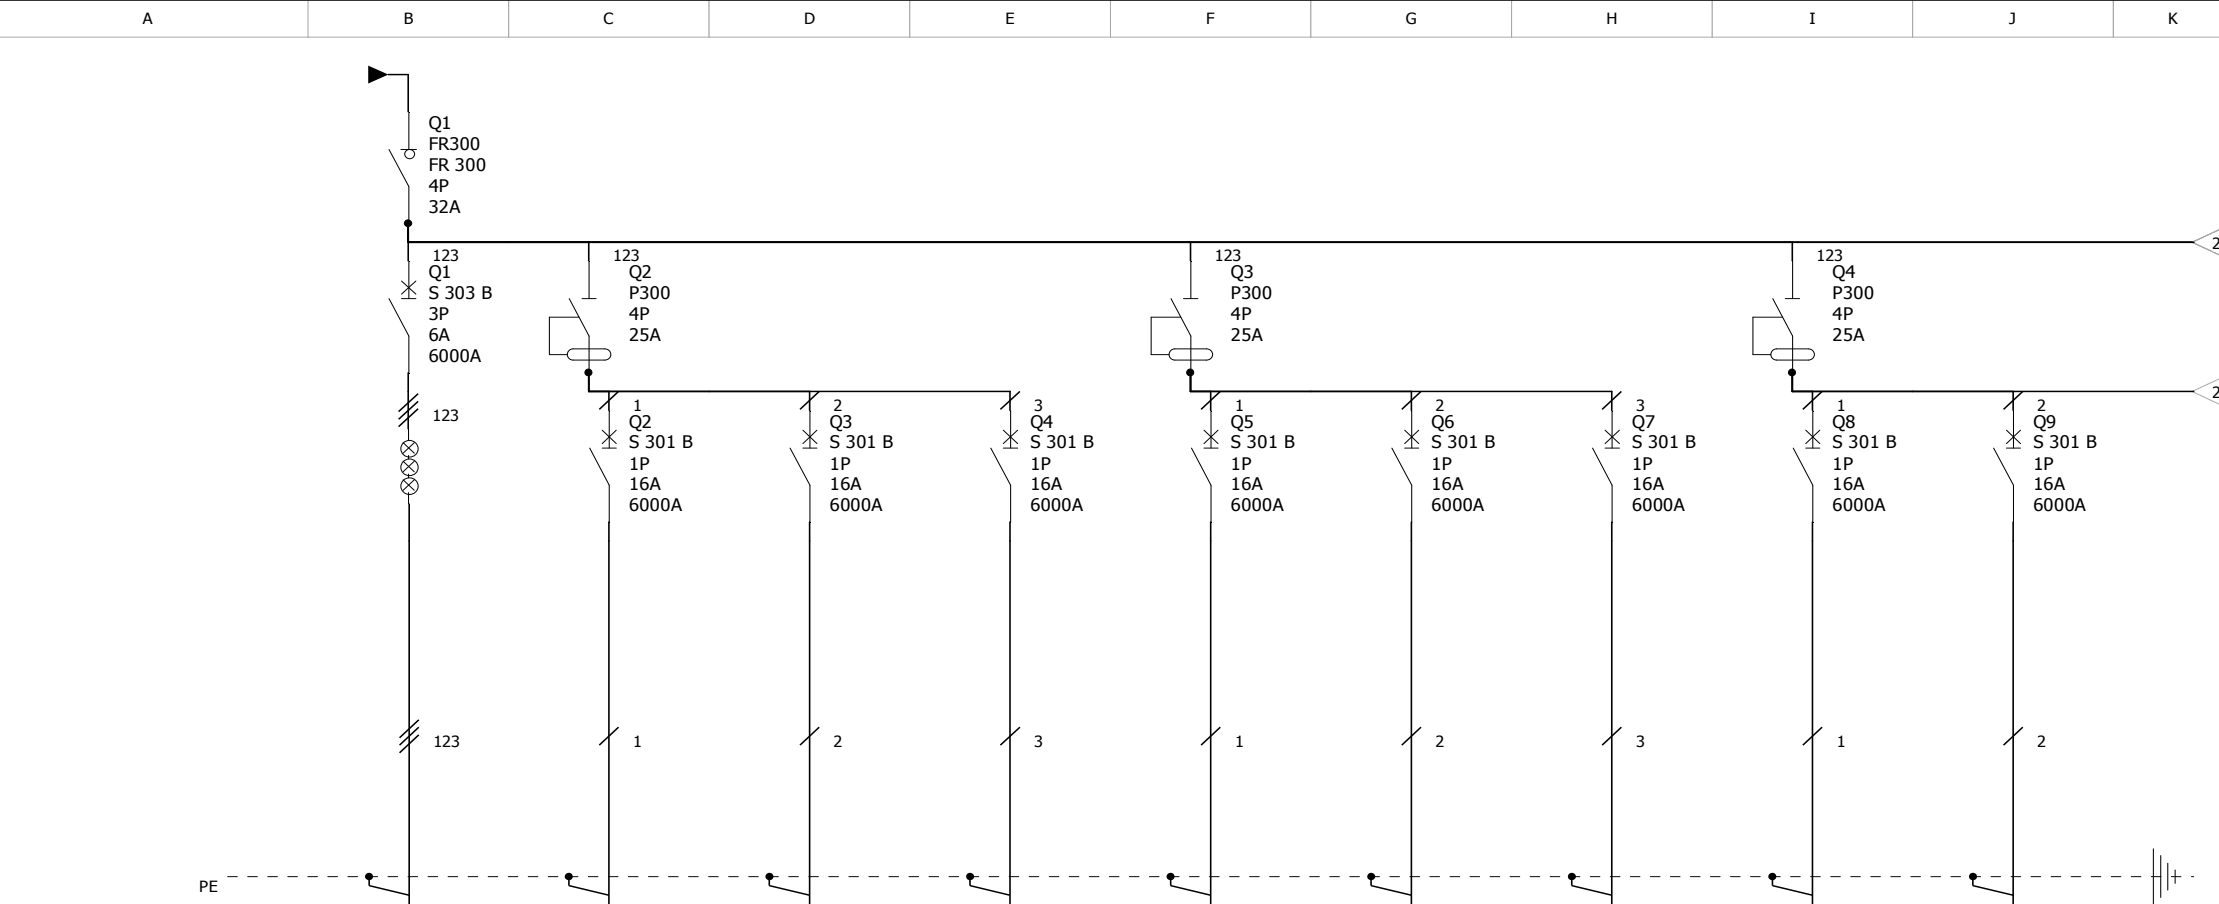 A B C D E F G H I J K
Q1
FR300
FR 300
4P
32A
123 123 123 123
2
Q1
S 303 B
3P
6A
6000A
Q2
P300
4P
25A
Q3
P300
4P
25A
Q4
P300
4P
25A
2
123
1
Q2
S 301 B
1P
16A
6000A
2
Q3
S 301 B
1P
16A
6000A
3
Q4
S 301 B
1P
16A
6000A
1
Q5
S 301 B
1P
16A
6000A
2
Q6
S 301 B
1P
16A
6000A
3
Q7
S 301 B
1P
16A
6000A
1
Q8
S 301 B
1P
16A
6000A
2
Q9
S 301 B
1P
16A
6000A
123 1 2 3 1 2 3 1 2
PE